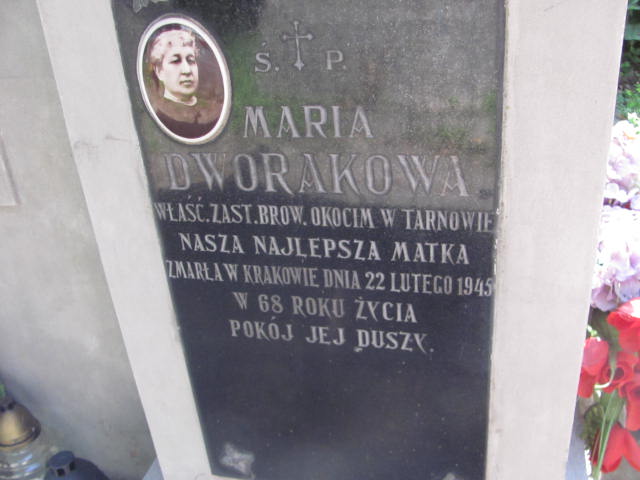 Ś. P.
MARIA
DWORAKOWA
WŁAŚĆ. ZAST. BROW. OKOCIM W TARNOWIE
NASZA NAJLEPSZA MATKA
ZMARŁA W KRAKOWIE DNIA 22 LUTEGO 1945
W 68 ROKU ŻYCIA
POKÓJ JEJ DUSZY.